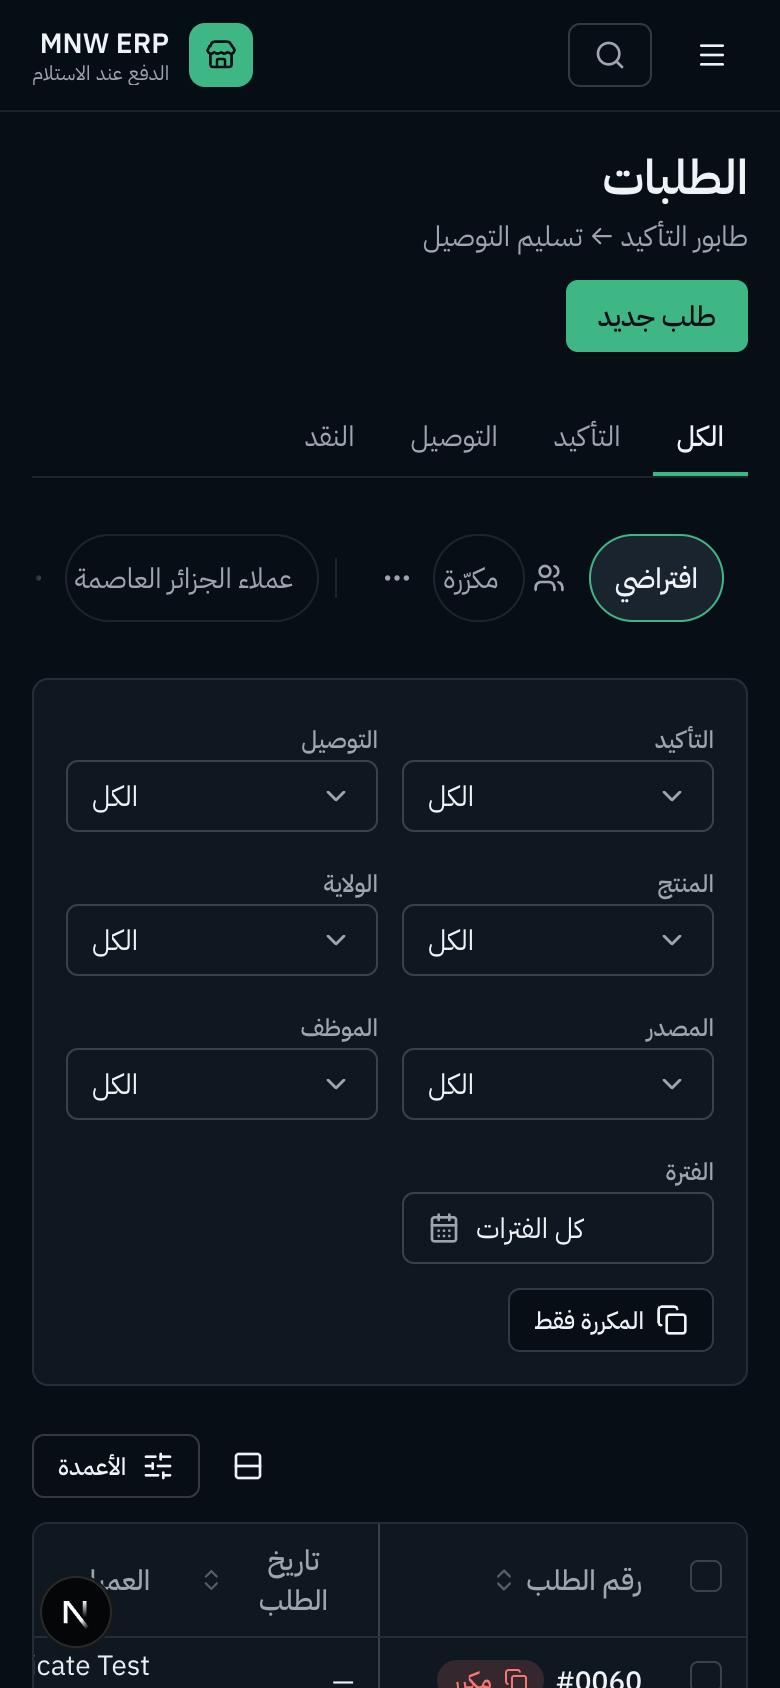 MNW ERP
الدفع عند الاستلام
الطلبات
طابور التأكيد ← تسليم التوصيل
طلب جديد
الكل التأكيد التوصيل النقد
افتراضي مكرّرة ... عملاء الجزائر العاصمة
التأكيد التوصيل
الكل الكل
المنتج الولاية
الكل الكل
المصدر الموظف
الكل الكل
الفترة
كل الفترات
المكررة فقط
الأعمدة
رقم الطلب تاريخ الطلب
#0060 مكرر — cate Test